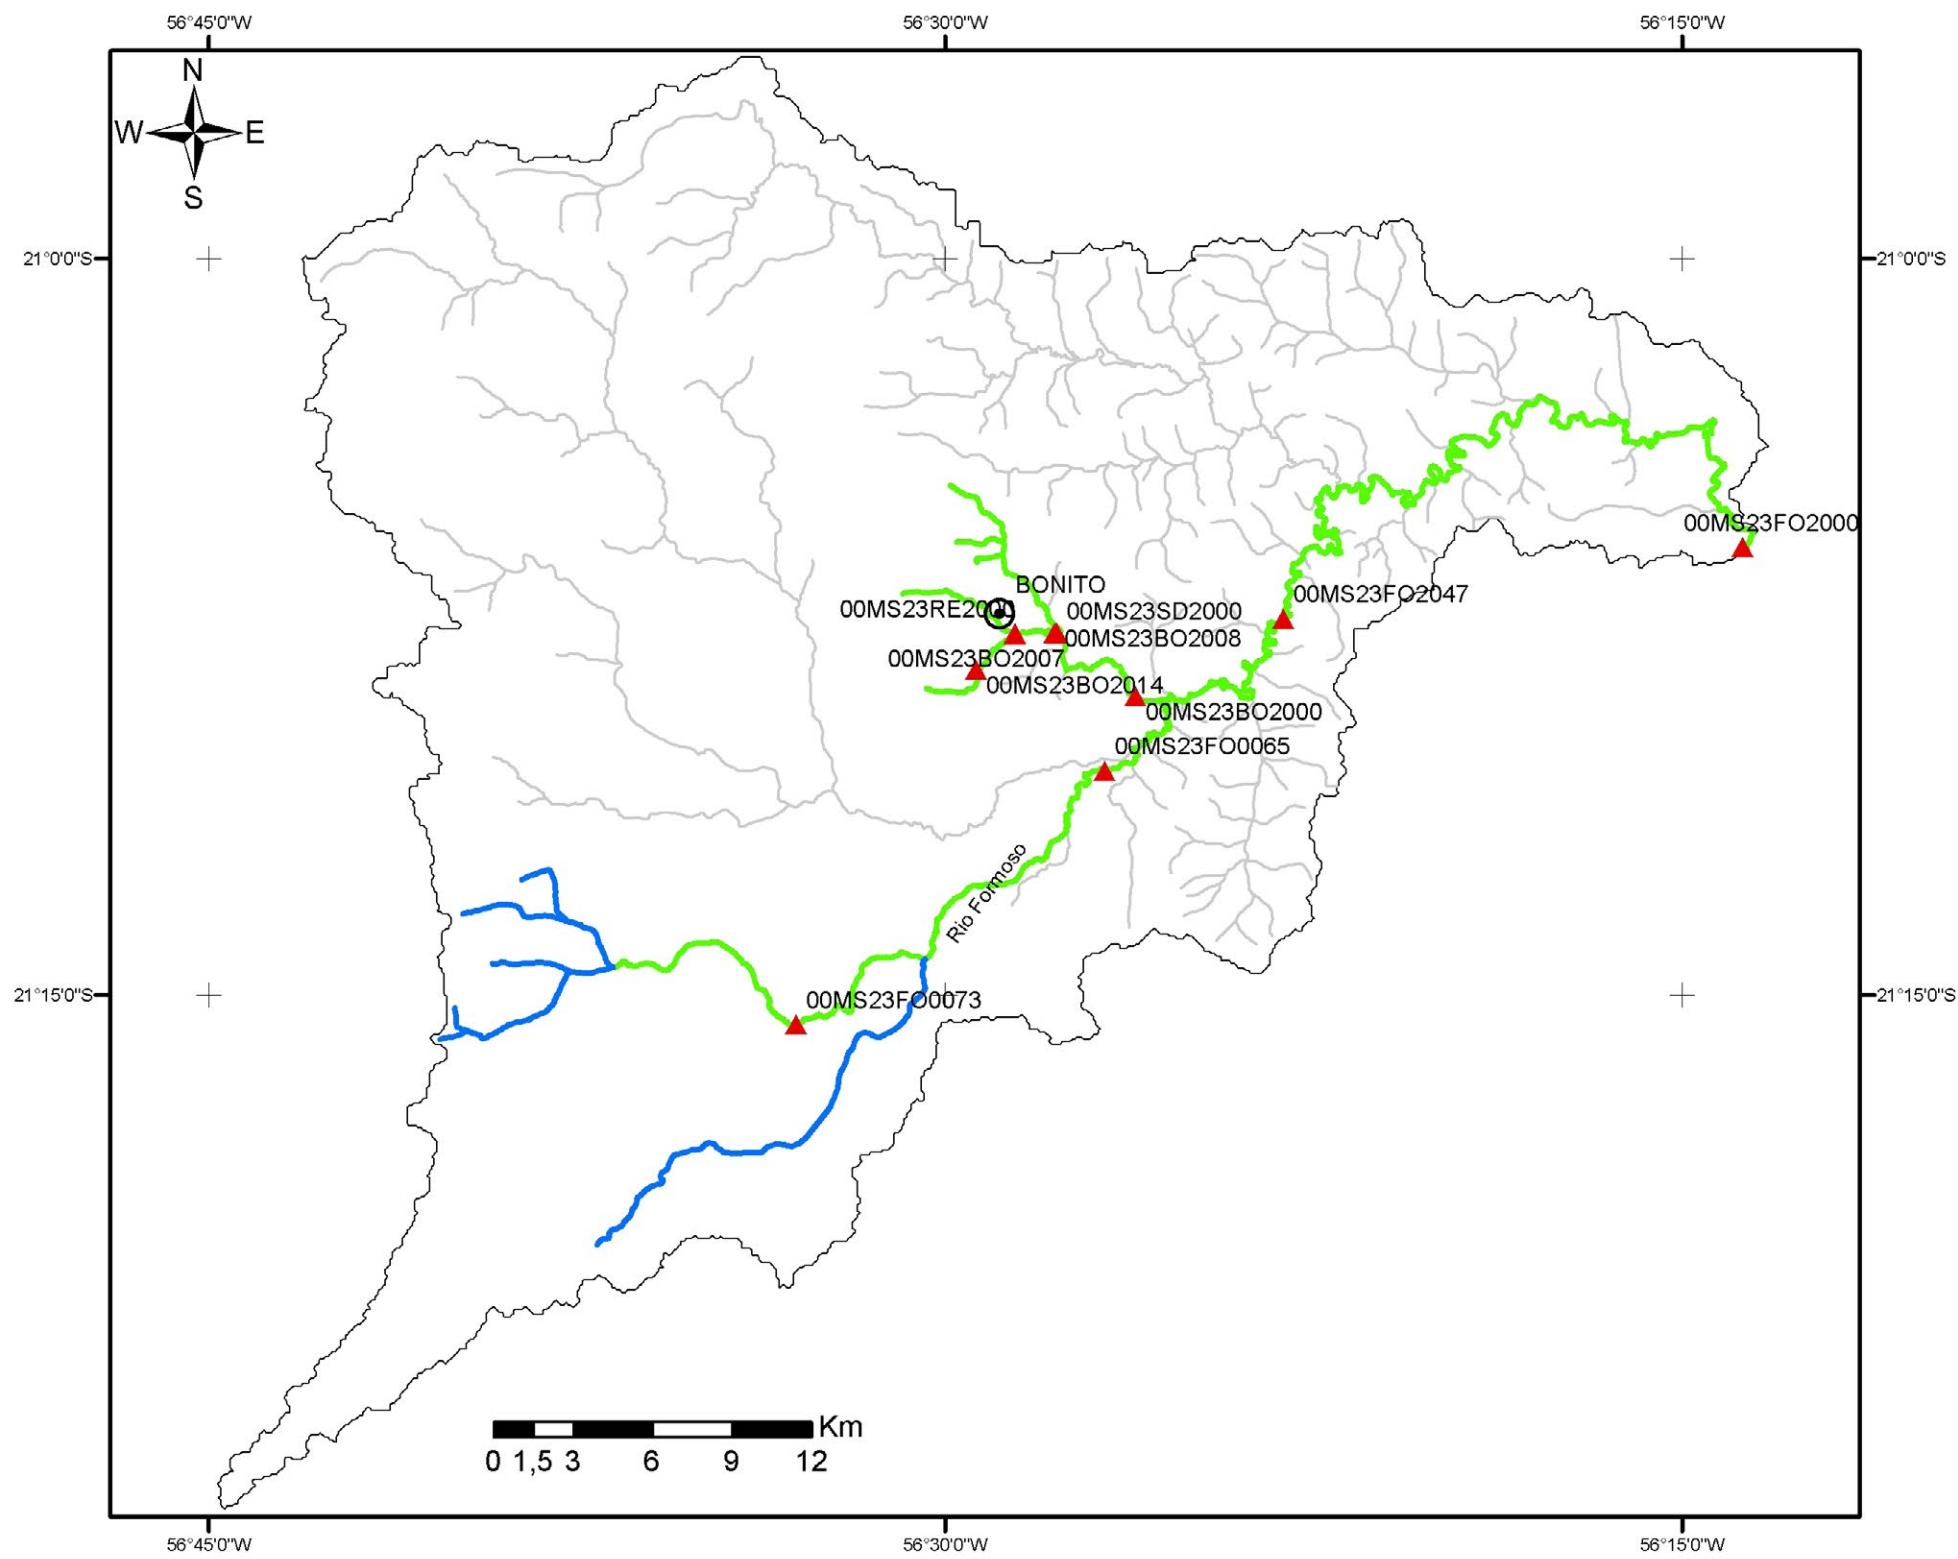 56°45'0"W 56°30'0"W 56°15'0"W
N
W E
S
21°0'0"S 21°0'0"S
00MS23FO2000
BONITO
00MS23FO2047
00MS23RE20
00MS23SD2000
00MS23BO2008
00MS23BO2007
00MS23BO2014
00MS23BO2000
00MS23FO0065
Rio Formoso
21°15'0"S 21°15'0"S
00MS23FO0073
Km
0 1,5 3 6 9 12
56°45'0"W 56°30'0"W 56°15'0"W